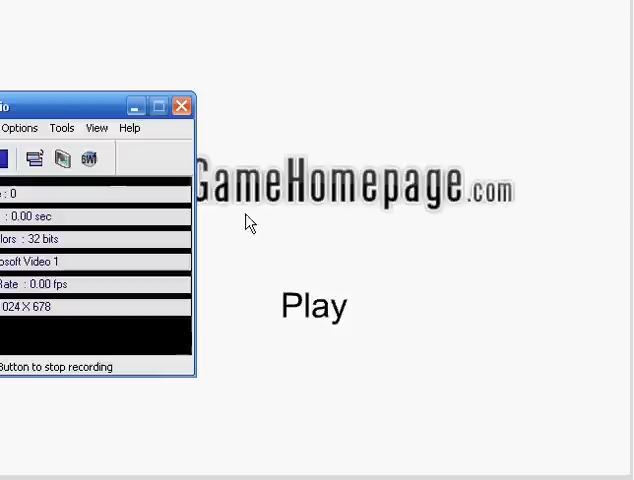 io
Options Tools View Help
e : 0
: 0.00 sec
lors : 32 bits
osoft Video 1
Rate : 0.00 fps
024 X 678
Button to stop recording
GameHomepage.com
Play